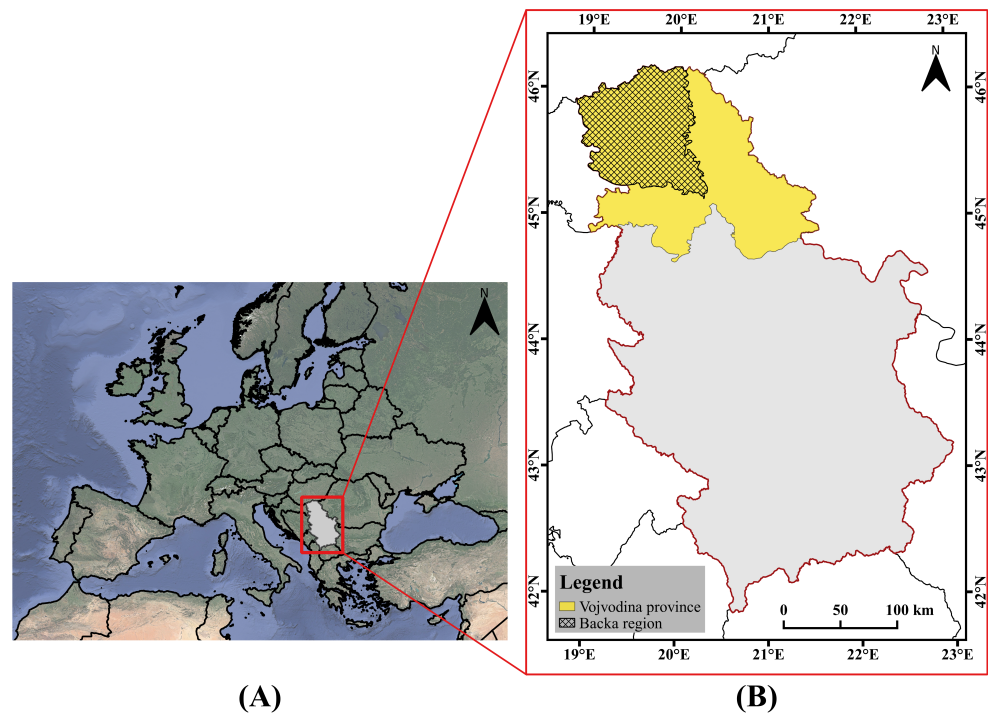 19°E 20°E 21°E 22°E 23°E
N
46°N 46°N
45°N 45°N
N
44°N 44°N
43°N 43°N
Legend
42°N 42°N
Vojvodina province
0 50 100 km
Backa region
19°E 20°E 21°E 22°E 23°E
(A) (B)